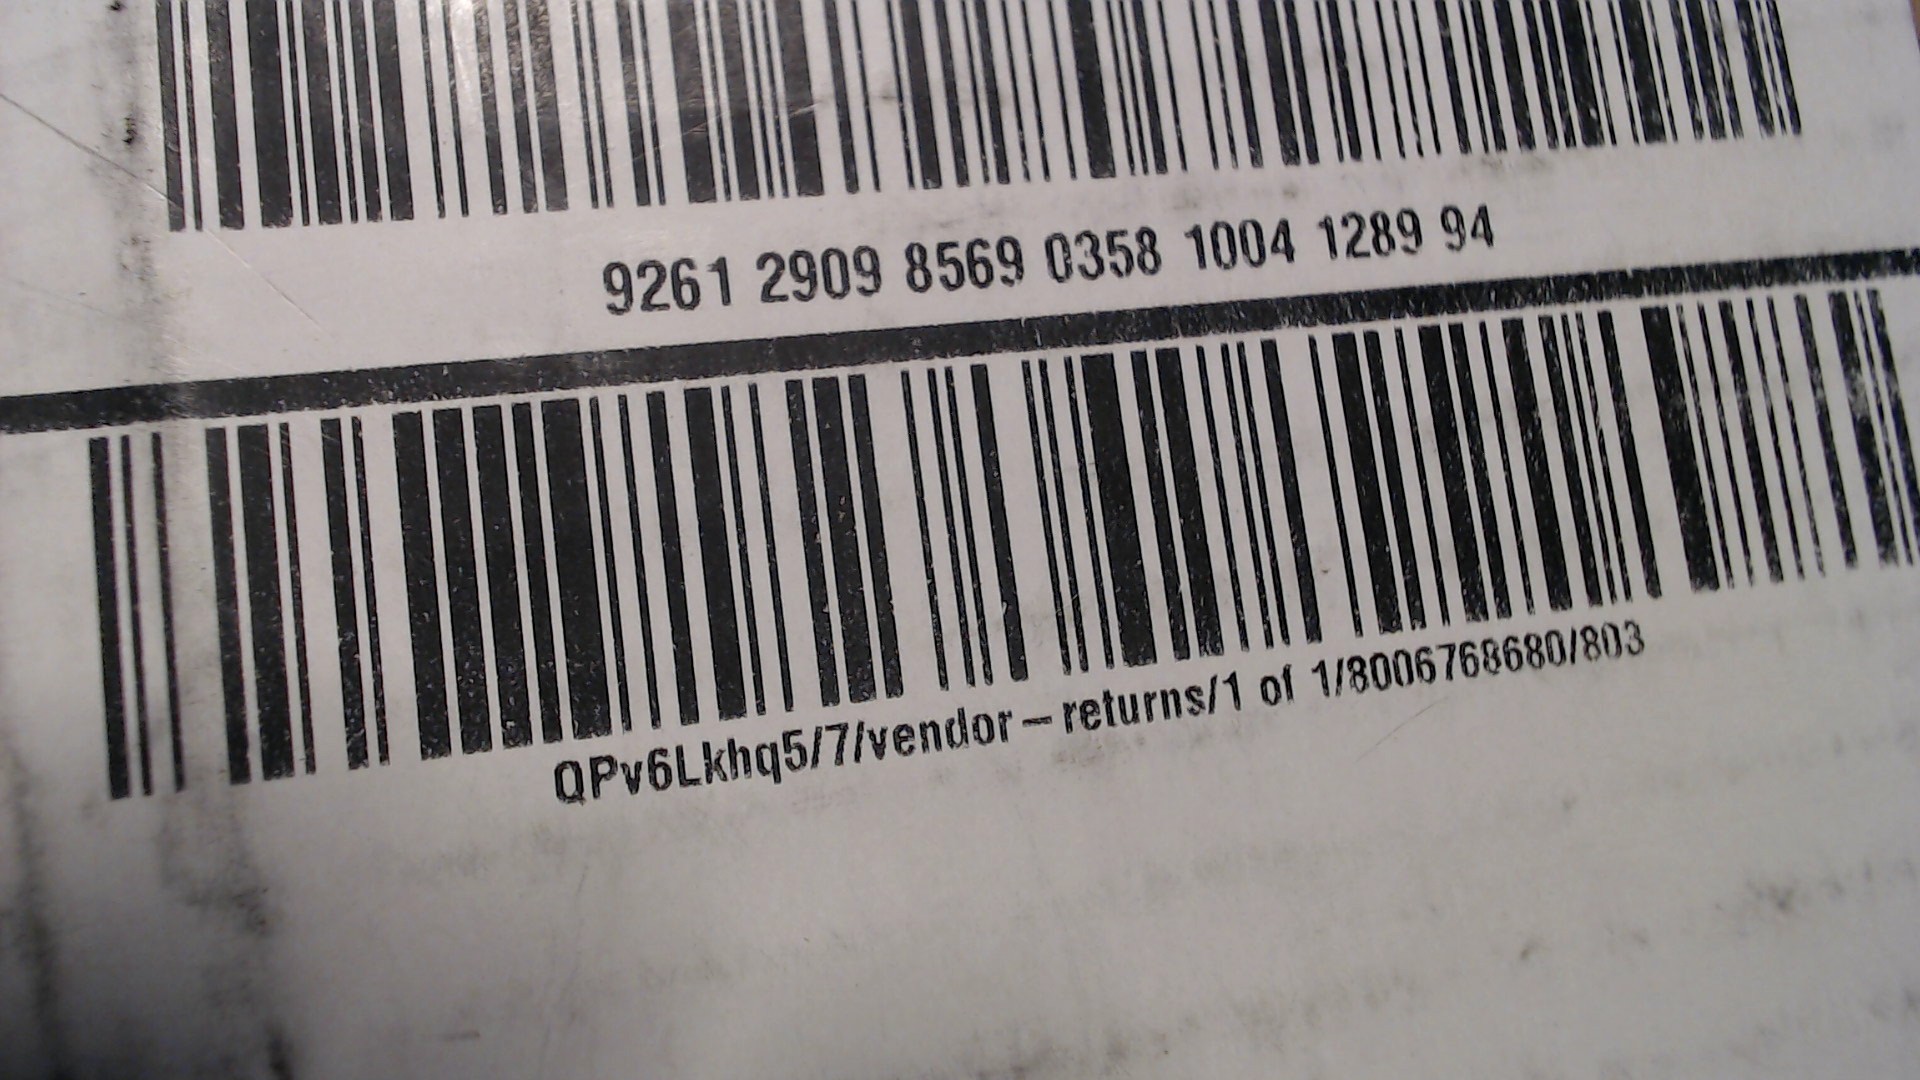 9261 2909 8569 0358 1004 1289 94
QPv6Lkhq5/7/vendor-returns/1 of 1/8006768680/803